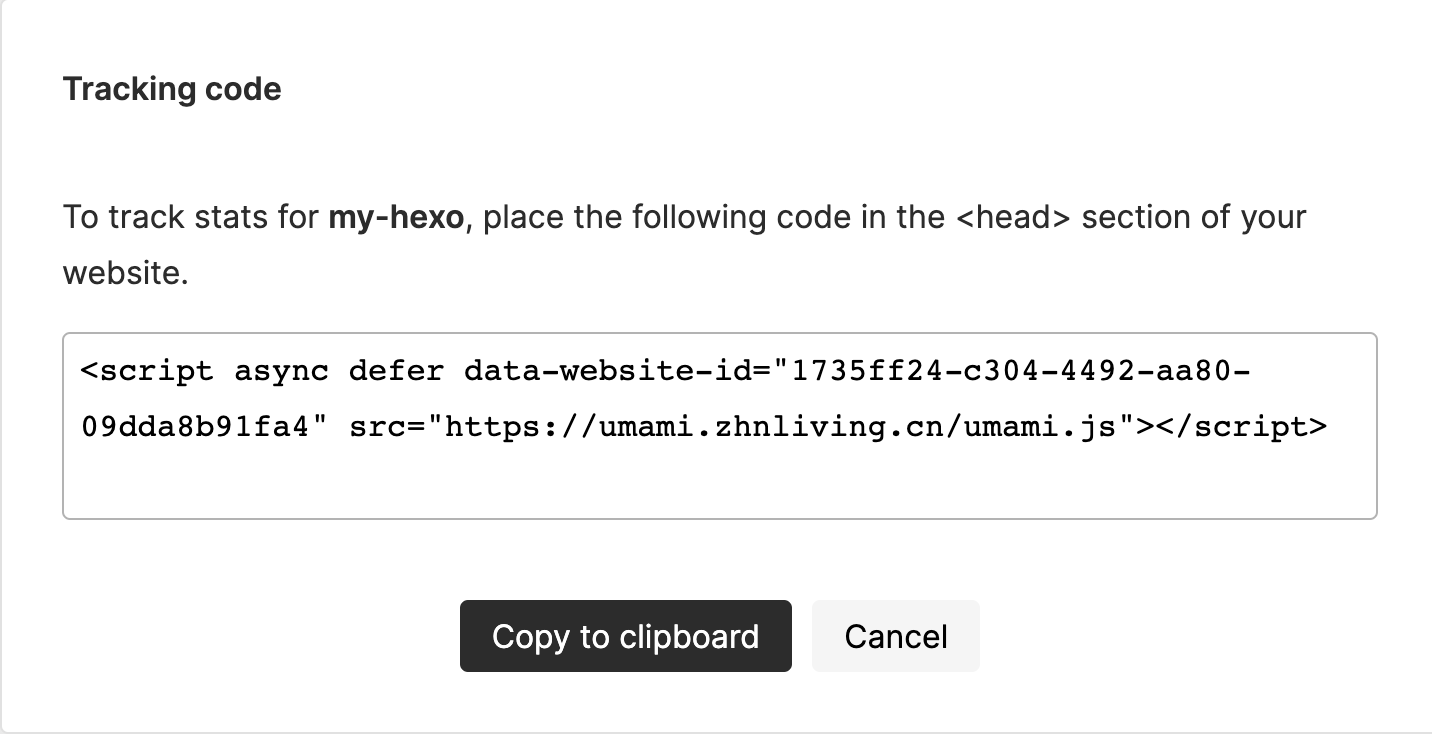 Tracking code
To track stats for my-hexo, place the following code in the <head> section of your
website.
<script async defer data-website-id="1735ff24-c304-4492-aa80-
09dda8b91fa4" src="https://umami.zhnliving.cn/umami.js"></script>
Copy to clipboard
Cancel